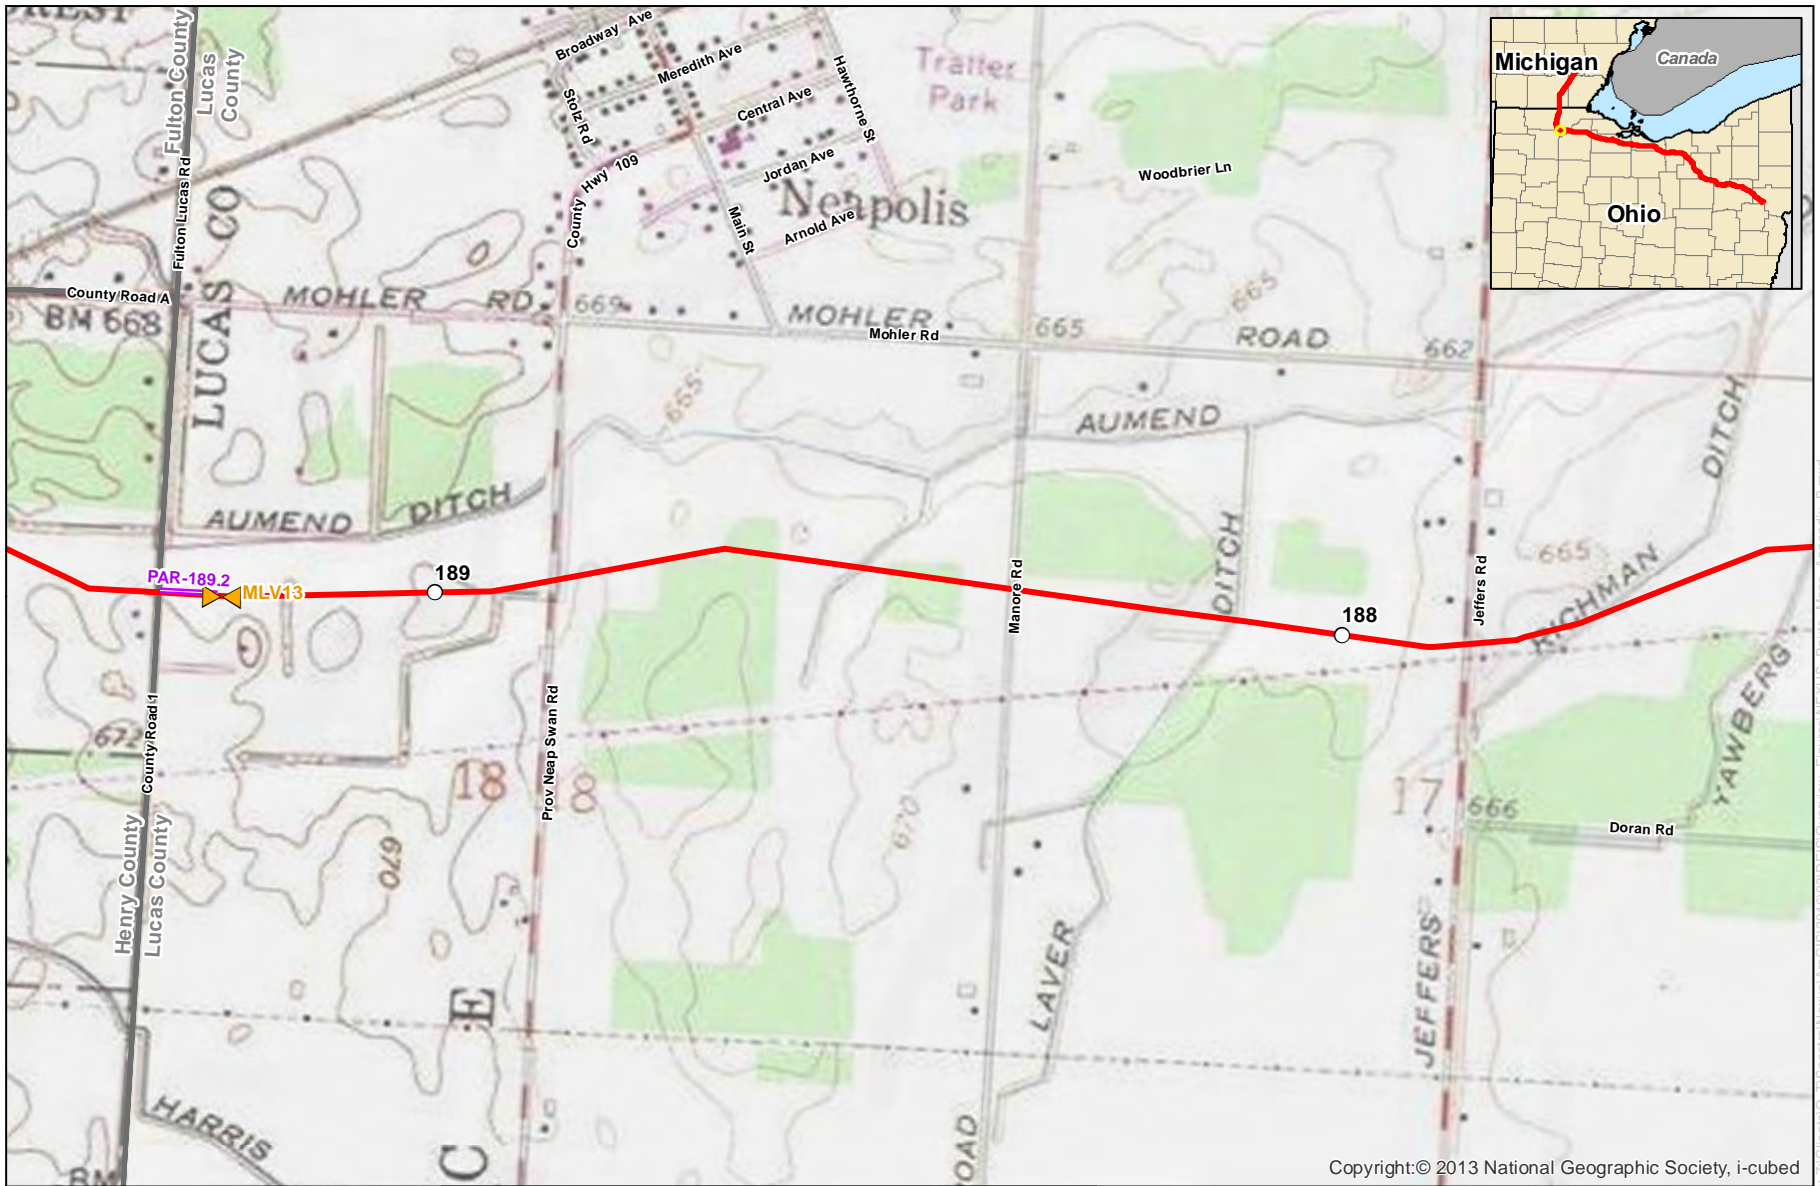 Fulton County
Lucas
County
Broadway Ave
Meredith Ave
Hawthorne St
Trailer
Park
Michigan
Canada
Stolz Rd
Central Ave
Fulton Lucas Rd
County Hwy 109
Jordan Ave
Woodbrier Ln
Neapolis
Ohio
Main St
Arnold Ave
LUCAS CO
County Road A
MOHLER RD
669
MOHLER
Mohler Rd
665
665
ROAD
662
BM 668
665
AUMEND
DITCH
AUMEND
DITCH
DITCH
Manore Rd
Jeffers Rd
665
RICHMAN
PAR-189.2
MLV13
189
188
672
County Road 1
Prov Neap Swan Rd
TAWBERG
18
8
17
666
Doran Rd
670
670
Henry County
Lucas County
LAVER
JEFFERS
E
HARRIS
C
ROAD
BM
Copyright:© 2013 National Geographic Society, i-cubed